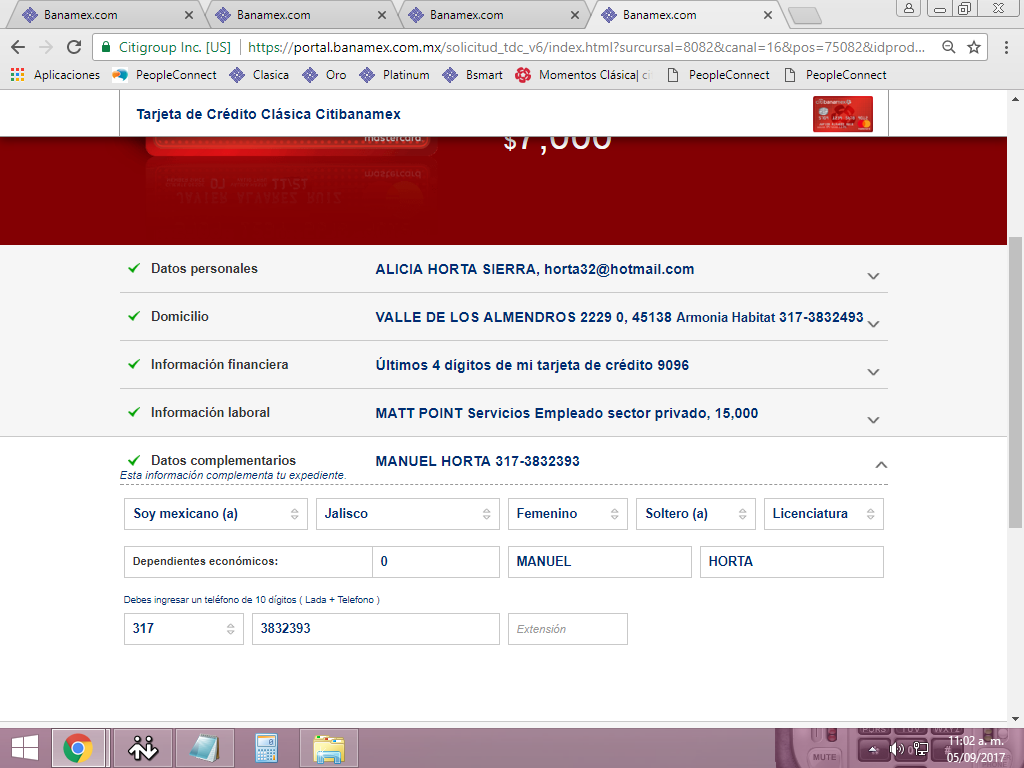 Banamex.com
Banamex.com
Banamex.com
Banamex.com
Citigroup Inc. [US] https://portal.banamex.com.mx/solicitud_tdc_v6/index.html?surcursal=8082&canal=16&pos=75082&idprod...
Aplicaciones PeopleConnect Clasica Oro Platinum Bsmart Momentos Clásica| ci PeopleConnect PeopleConnect
Tarjeta de Crédito Clásica Citibanamex
mastercard
$7,000
Datos personales ALICIA HORTA SIERRA, horta32@hotmail.com
Domicilio VALLE DE LOS ALMENDROS 2229 0, 45138 Armonia Habitat 317-3832493
Información financiera Últimos 4 dígitos de mi tarjeta de crédito 9096
Información laboral MATT POINT Servicios Empleado sector privado, 15,000
Datos complementarios MANUEL HORTA 317-3832393
Esta información complementa tu expediente.
Soy mexicano (a) Jalisco Femenino Soltero (a) Licenciatura
Dependientes económicos: 0 MANUEL HORTA
Debes ingresar un teléfono de 10 dígitos ( Lada + Telefono )
317 3832393 Extensión
MUTE
11:02 a. m.
05/09/2017